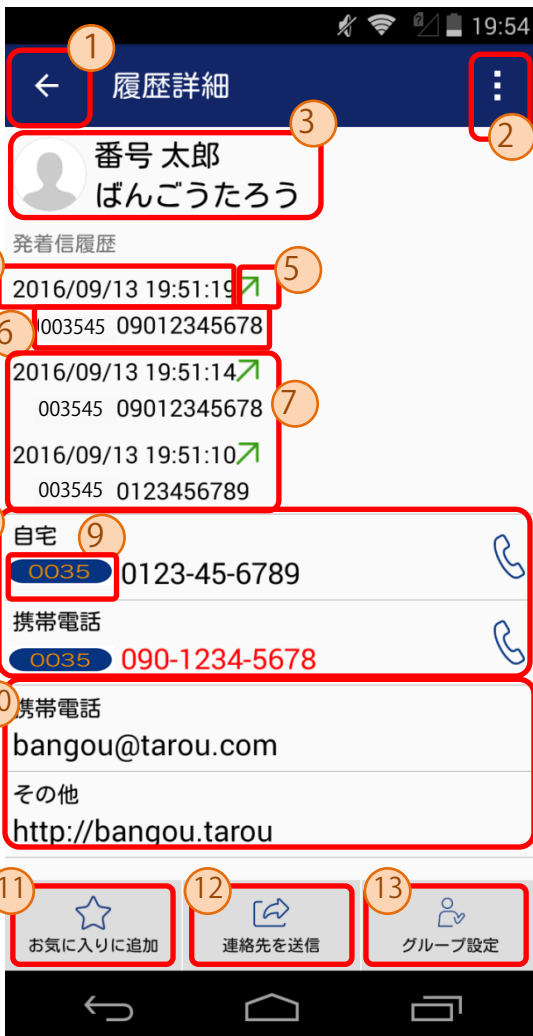 19:54
1
履歴詳細
2
3
番号 太郎
ばんごうたろう
発着信履歴
2016/09/13 19:51:19
5
6
003545 09012345678
2016/09/13 19:51:14
7
003545 09012345678
2016/09/13 19:51:10
003545 0123456789
自宅
9
0035 0123-45-6789
携帯電話
0035 090-1234-5678
0
携帯電話
bangou@tarou.com
その他
http://bangou.tarou
11
お気に入りに追加
12
連絡先を送信
13
グループ設定